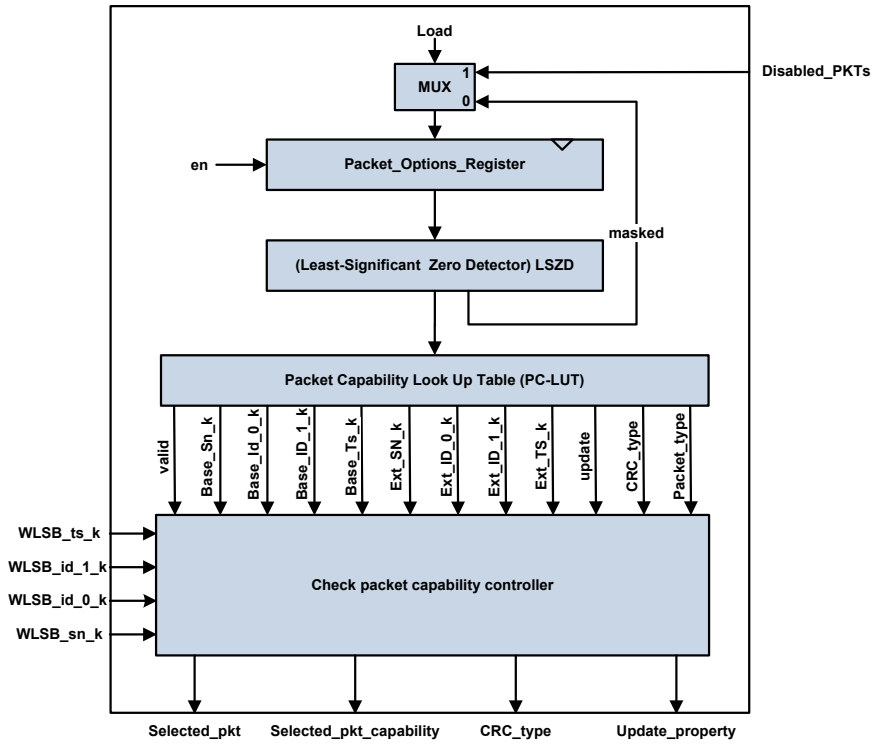 Load
1
MUX
0
Disabled_PKTs
en
Packet_Options_Register
masked
(Least-Significant Zero Detector) LSZD
Packet Capability Look Up Table (PC-LUT)
valid
Base_Sn_k
Base_Id_0_k
Base_ID_1_k
Base_Ts_k
Ext_SN_k
Ext_ID_0_k
Ext_ID_1_k
Ext_TS_k
update
CRC_type
Packet_type
WLSB_ts_k
WLSB_id_1_k
WLSB_id_0_k
WLSB_sn_k
Check packet capability controller
Selected_pkt
Selected_pkt_capability
CRC_type
Update_property